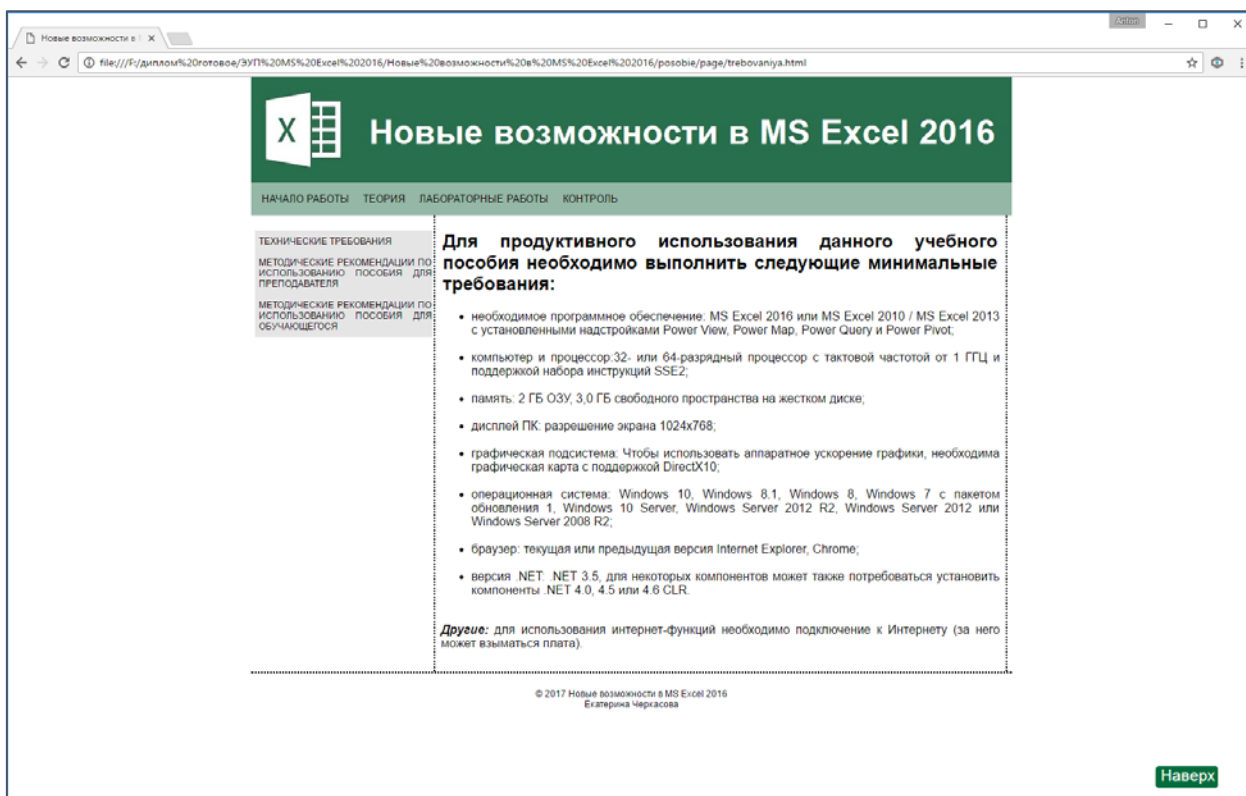 Anton
Новые возможности в
file:///F:/диплом%20готовое/ЭУП%20MS%20Excel%202016/Новые%20возможности%20в%20MS%20Excel%202016/posobie/page/trebovaniya.html
X
Новые возможности в MS Excel 2016
НАЧАЛО РАБОТЫ ТЕОРИЯ ЛАБОРАТОРНЫЕ РАБОТЫ КОНТРОЛЬ
ТЕХНИЧЕСКИЕ ТРЕБОВАНИЯ
МЕТОДИЧЕСКИЕ РЕКОМЕНДАЦИИ ПО
ИСПОЛЬЗОВАНИЮ ПОСОБИЯ ДЛЯ
ПРЕПОДАВАТЕЛЯ
МЕТОДИЧЕСКИЕ РЕКОМЕНДАЦИИ ПО
ИСПОЛЬЗОВАНИЮ ПОСОБИЯ ДЛЯ
ОБУЧАЮЩЕГОСЯ
Для продуктивного использования данного учебного
пособия необходимо выполнить следующие минимальные
требования:
• необходимое программное обеспечение: MS Excel 2016 или MS Excel 2010 / MS Excel 2013
с установленными надстройками Power View, Power Map, Power Query и Power Pivot;
• компьютер и процессор:32- или 64-разрядный процессор с тактовой частотой от 1 ГГЦ и
поддержкой набора инструкций SSE2;
• память: 2 ГБ ОЗУ, 3,0 ГБ свободного пространства на жестком диске;
• дисплей ПК: разрешение экрана 1024x768;
• графическая подсистема: Чтобы использовать аппаратное ускорение графики, необходима
графическая карта с поддержкой DirectX10;
• операционная система: Windows 10, Windows 8.1, Windows 8, Windows 7 с пакетом
обновления 1, Windows 10 Server, Windows Server 2012 R2, Windows Server 2012 или
Windows Server 2008 R2;
• браузер: текущая или предыдущая версия Internet Explorer, Chrome;
• версия .NET: .NET 3.5, для некоторых компонентов может также потребоваться установить
компоненты .NET 4.0, 4.5 или 4.6 CLR.
Другие: для использования интернет-функций необходимо подключение к Интернету (за него
может взыматься плата).
© 2017 Новые возможности в MS Excel 2016
Екатерина Черкасова
Наверх